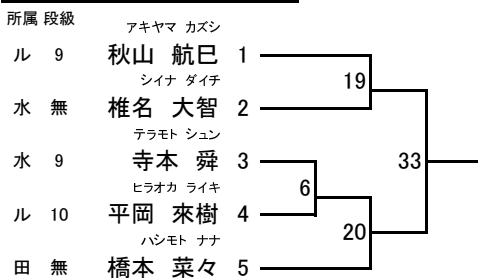 所属 段級
アキヤマ カズシ
ル 9 秋山 航巳 1
19
シイナ ダイチ
水 無 椎名 大智 2
テラモト シュン
水 9 寺本 舜 3
33
6
ヒラオカ ライキ
ル 10 平岡 來樹 4
20
ハシモト ナナ
田 無 橋本 菜々 5